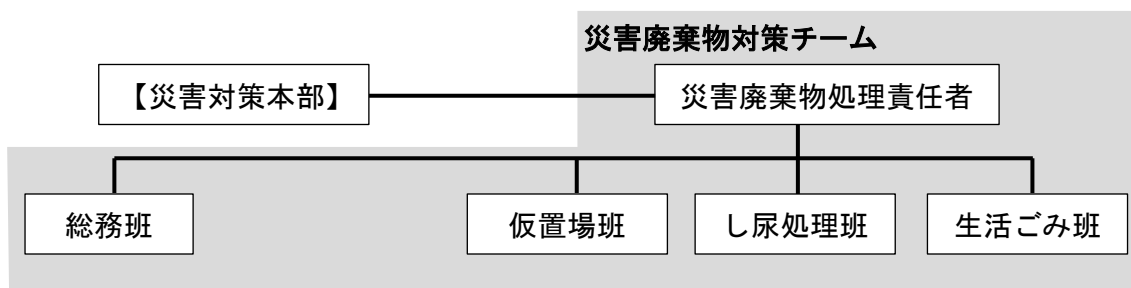 災害廃棄物対策チーム
【災害対策本部】
災害廃棄物処理責任者
総務班
仮置場班
し尿処理班
生活ごみ班